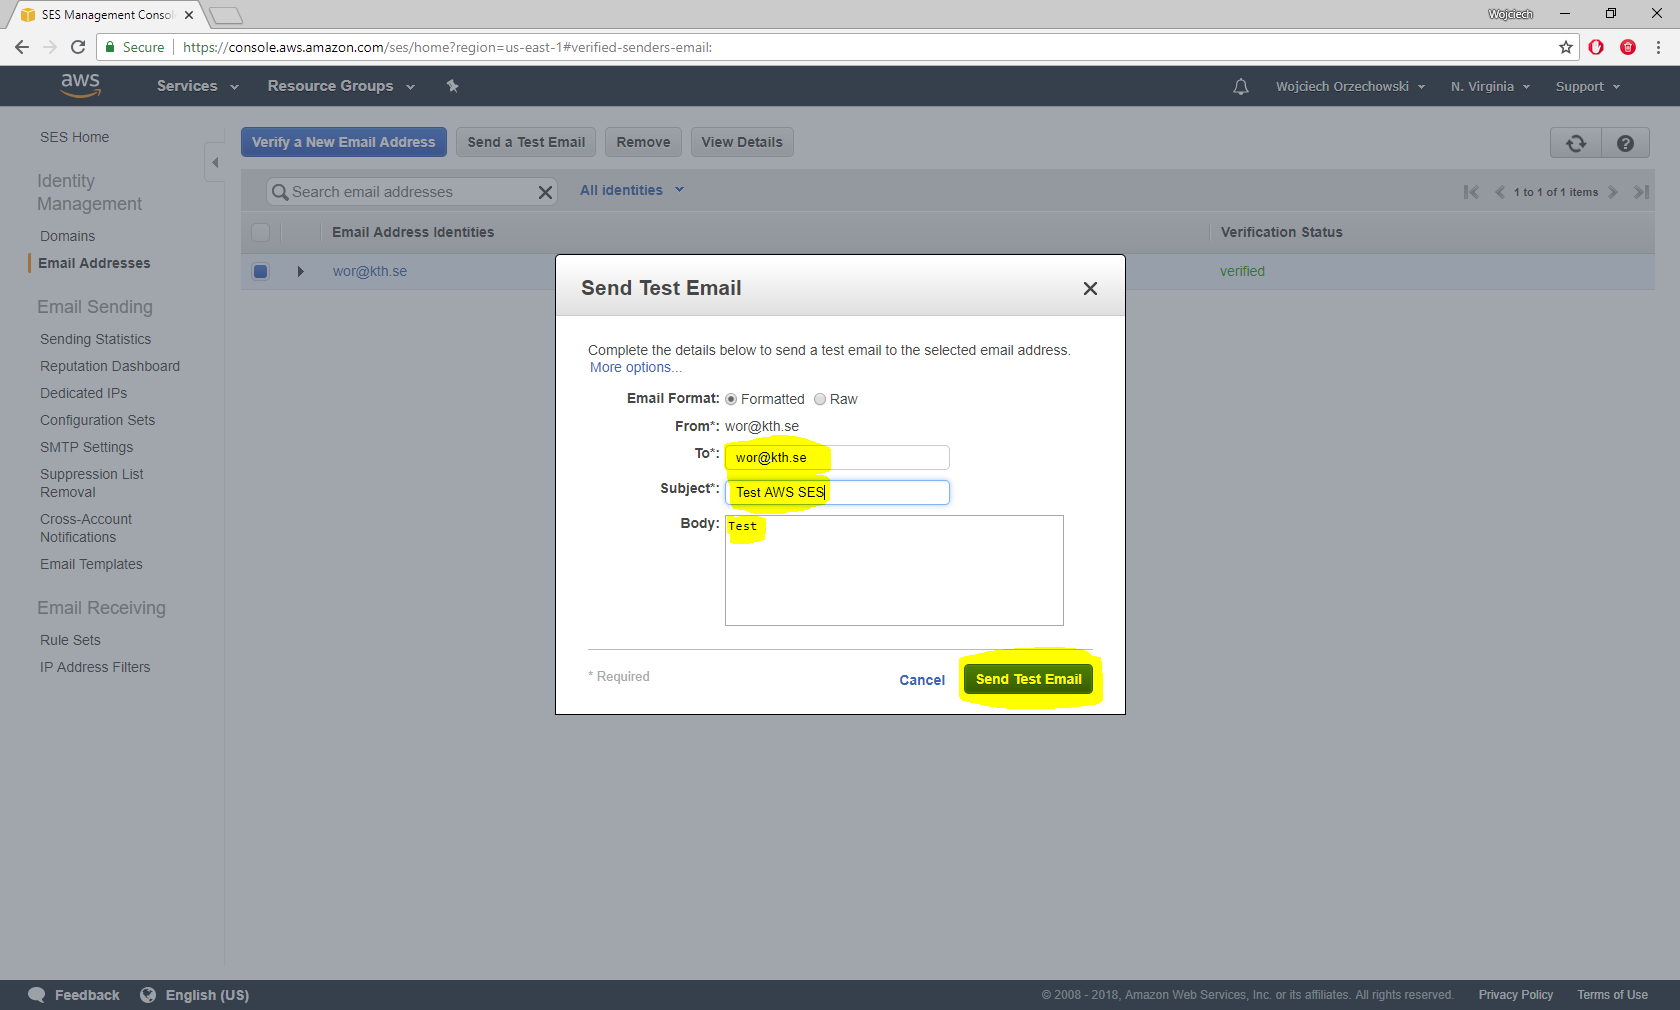 SES Management Conso
Wojciech
Secure
https://console.aws.amazon.com/ses/home?region=us-east-1#verified-senders-email:
aws
Services
Resource Groups
Wojciech Orzechowski
N. Virginia
Support
SES Home
Identity
Management
Domains
Email Addresses
Email Sending
Sending Statistics
Reputation Dashboard
Dedicated IPs
Configuration Sets
SMTP Settings
Suppression List
Removal
Cross-Account
Notifications
Email Templates
Email Receiving
Rule Sets
IP Address Filters
Verify a New Email Address
Send a Test Email
Remove
View Details
Search email addresses
All identities
1 to 1 of 1 items
Email Address Identities
Verification Status
wor@kth.se
verified
Send Test Email
Complete the details below to send a test email to the selected email address.
More options...
Email Format: Formatted Raw
From*: wor@kth.se
To*: wor@kth.se
Subject*: Test AWS SES
Body: Test
* Required
Cancel
Send Test Email
Feedback
English (US)
© 2008 - 2018, Amazon Web Services, Inc. or its affiliates. All rights reserved.
Privacy Policy
Terms of Use